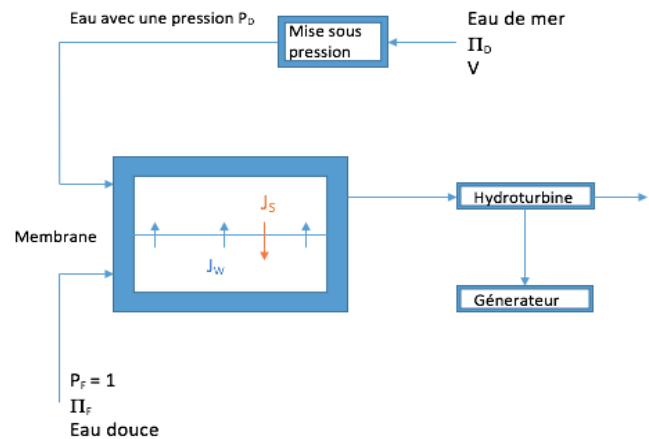 Eau avec une pression P_D
Mise sous
pression
Eau de mer
Π_D
V
J_S
Membrane
J_W
Hydroturbine
Génerateur
P_F = 1
Π_F
Eau douce